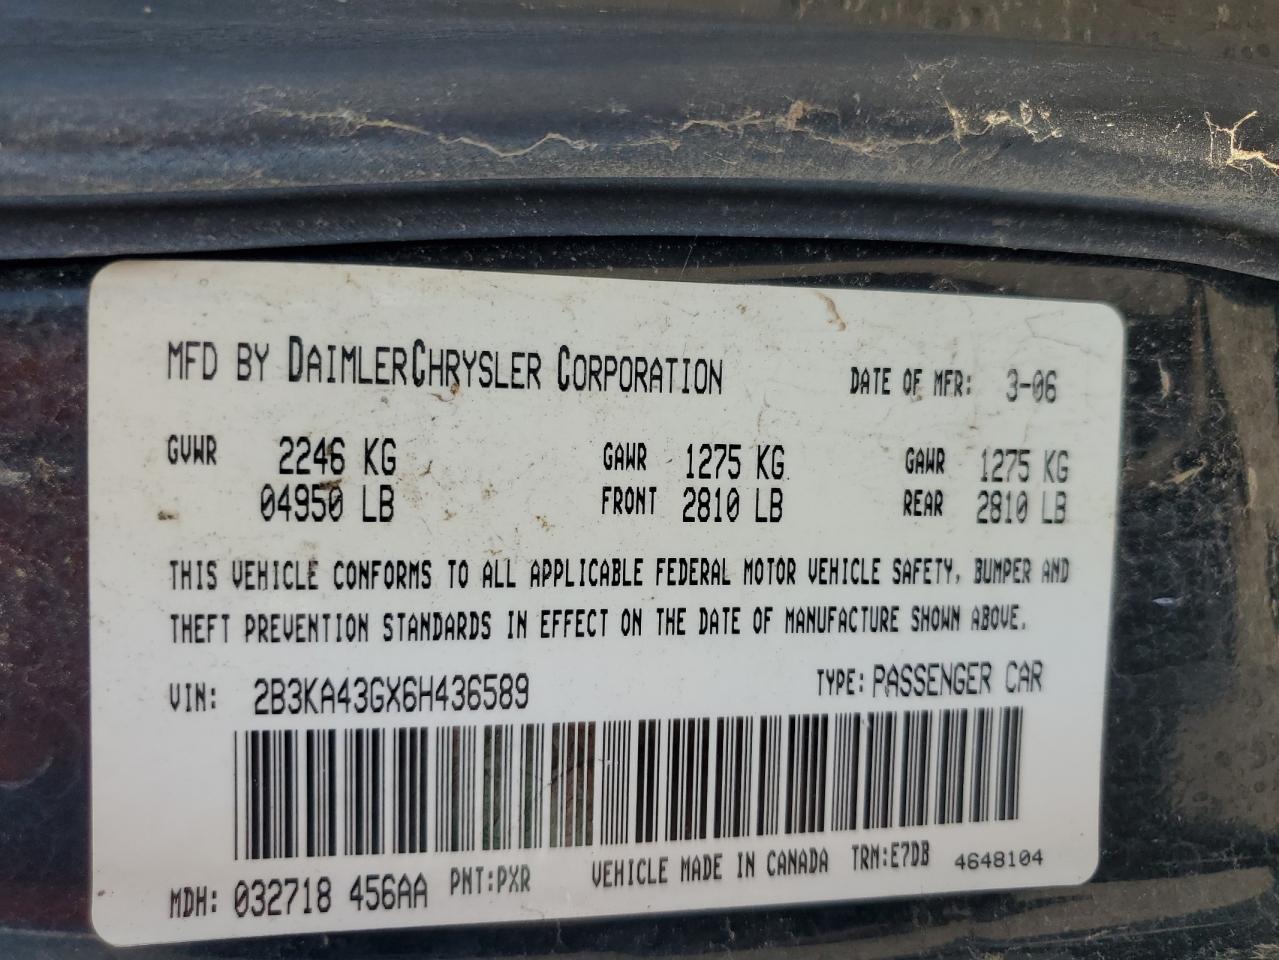 MFD BY DAIMLERCHRYSLER CORPORATION DATE OF MFR: 3-06
GVWR 2246 KG GAWR 1275 KG GAWR 1275 KG
04950 LB FRONT 2810 LB REAR 2810 LB
THIS VEHICLE CONFORMS TO ALL APPLICABLE FEDERAL MOTOR VEHICLE SAFETY, BUMPER AND
THEFT PREVENTION STANDARDS IN EFFECT ON THE DATE OF MANUFACTURE SHOWN ABOVE.
VIN: 2B3KA43GX6H436589 TYPE: PASSENGER CAR
MDH: 032718 456AA PNT:PXR VEHICLE MADE IN CANADA TRM:E7DB 4648104